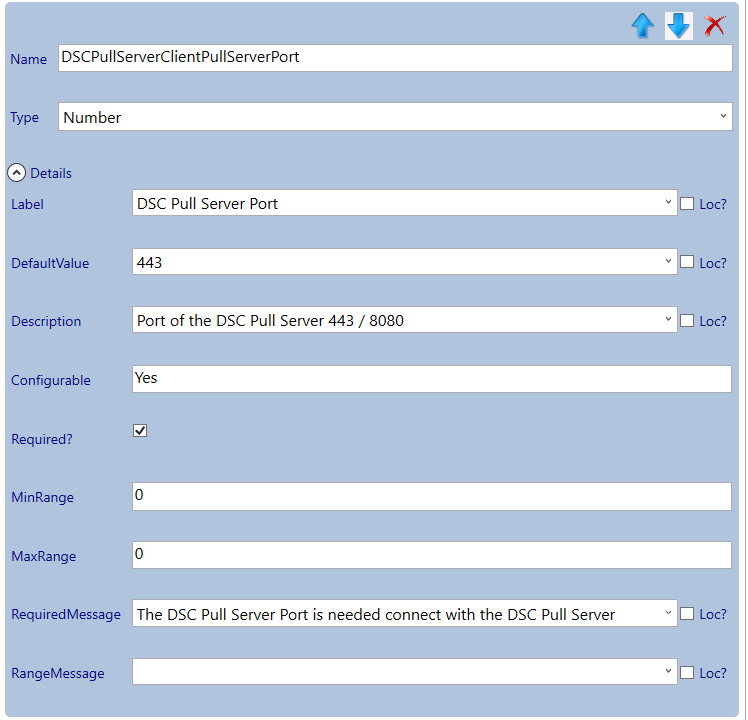 Name DSCPullServerClientPullServerPort
Type Number
Details
Label DSC Pull Server Port Loc?
DefaultValue 443 Loc?
Description Port of the DSC Pull Server 443 / 8080 Loc?
Configurable Yes
Required?
MinRange 0
MaxRange 0
RequiredMessage The DSC Pull Server Port is needed connect with the DSC Pull Server Loc?
RangeMessage Loc?